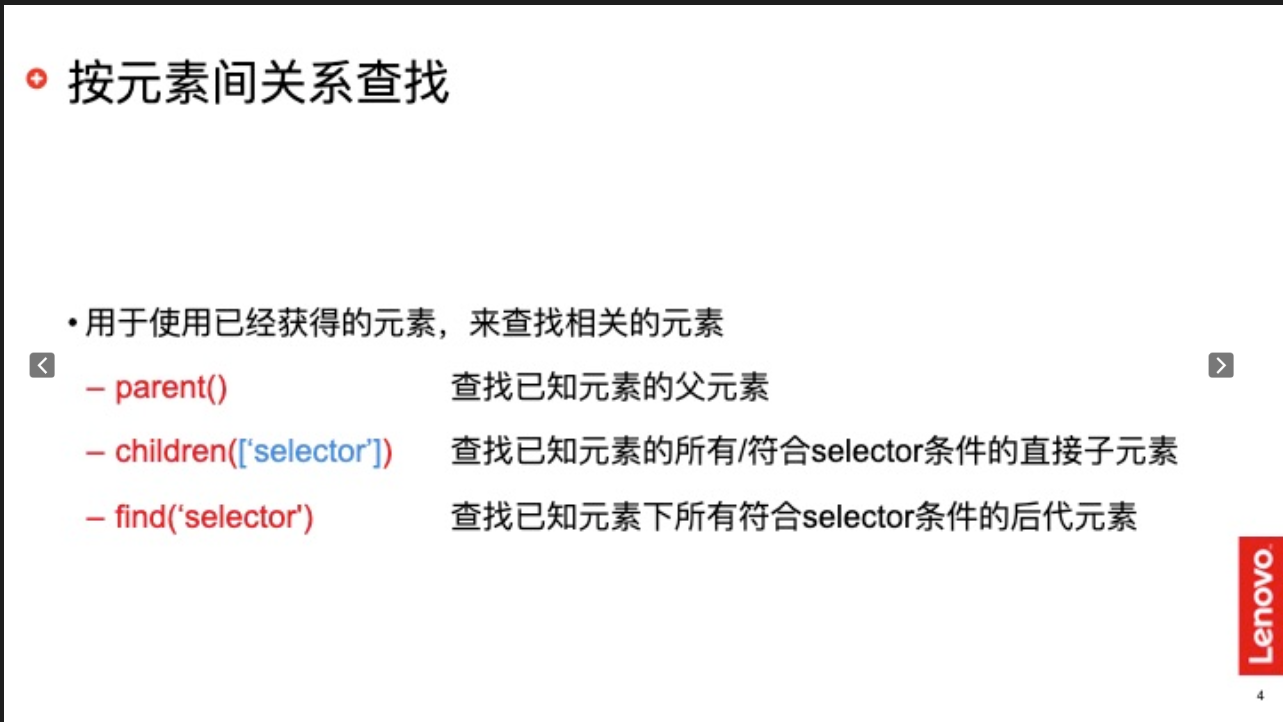 按元素间关系查找
• 用于使用已经获得的元素，来查找相关的元素
– parent() 查找已知元素的父元素
– children([‘selector’]) 查找已知元素的所有/符合selector条件的直接子元素
– find(‘selector') 查找已知元素下所有符合selector条件的后代元素
Lenovo
4